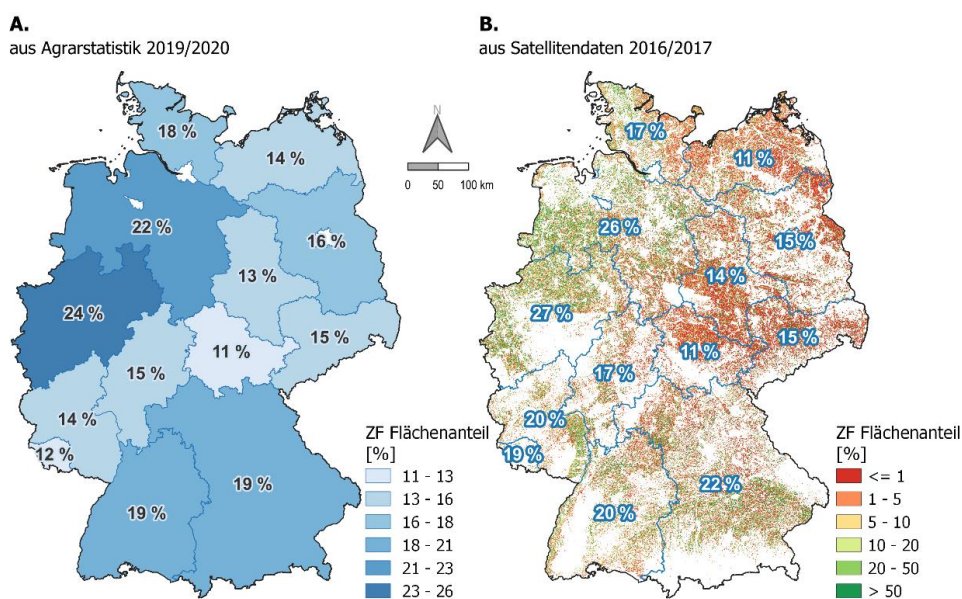 A.
aus Agrarstatistik 2019/2020
18 %
14 %
22 %
16 %
13 %
24 %
15 %
11 %
15 %
14 %
12 %
19 %
19 %
ZF Flächenanteil
[%]
11 - 13
13 - 16
16 - 18
18 - 21
21 - 23
23 - 26
N
0 50 100 km
B.
aus Satellitendaten 2016/2017
17 %
11 %
26 %
15 %
14 %
27 %
15 %
11 %
17 %
20 %
19 %
22 %
20 %
ZF Flächenanteil
[%]
<= 1
1 - 5
5 - 10
10 - 20
20 - 50
> 50